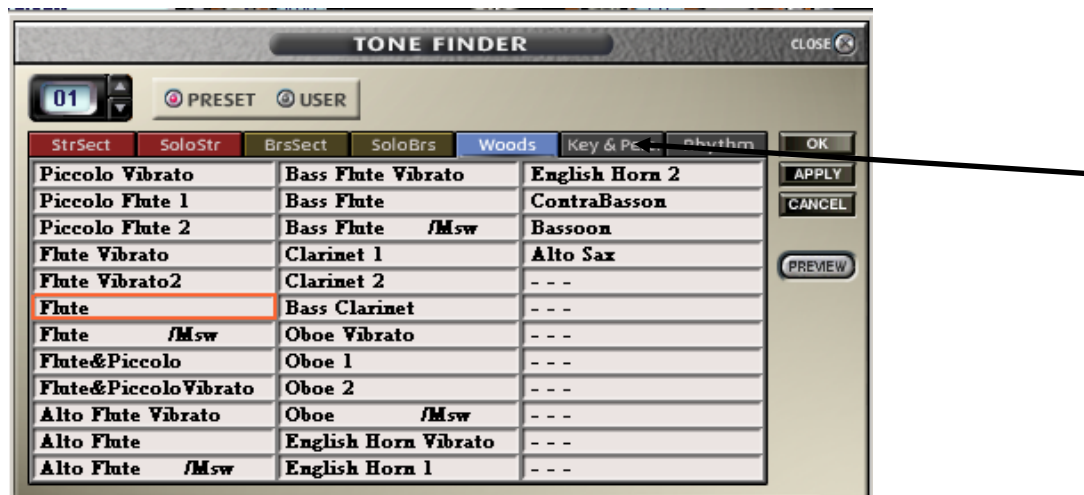 TONE FINDER
CLOSE
01 PRESET USER
StrSect SoloStr BrsSect SoloBrs Woods Key & Rhythm
OK
APPLY
CANCEL
PREVIEW
Piccolo Vibrato Bass Flute Vibrato English Horn 2
Piccolo Flute 1 Bass Flute ContraBasson
Piccolo Flute 2 Bass Flute /Msw Bassoon
Flute Vibrato Clarinet 1 Alto Sax
Flute Vibrato2 Clarinet 2 - - -
Flute Bass Clarinet - - -
Flute /Msw Oboe Vibrato - - -
Flute&Piccolo Oboe 1 - - -
Flute&PiccoloVibrato Oboe 2 - - -
Alto Flute Vibrato Oboe /Msw - - -
Alto Flute English Horn Vibrato - - -
Alto Flute /Msw English Horn 1 - - -